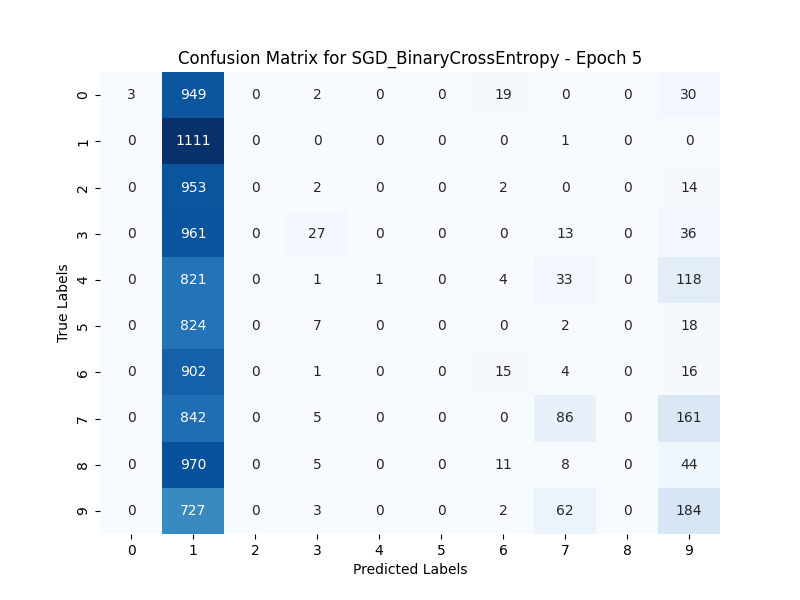 Confusion Matrix for SGD_BinaryCrossEntropy - Epoch 5
True Labels
0 3 949 0 2 0 0 19 0 0 30
1 0 1111 0 0 0 0 0 1 0 0
2 0 953 0 2 0 0 2 0 0 14
3 0 961 0 27 0 0 0 13 0 36
4 0 821 0 1 1 0 4 33 0 118
5 0 824 0 7 0 0 0 2 0 18
6 0 902 0 1 0 0 15 4 0 16
7 0 842 0 5 0 0 0 86 0 161
8 0 970 0 5 0 0 11 8 0 44
9 0 727 0 3 0 0 2 62 0 184
0 1 2 3 4 5 6 7 8 9
Predicted Labels